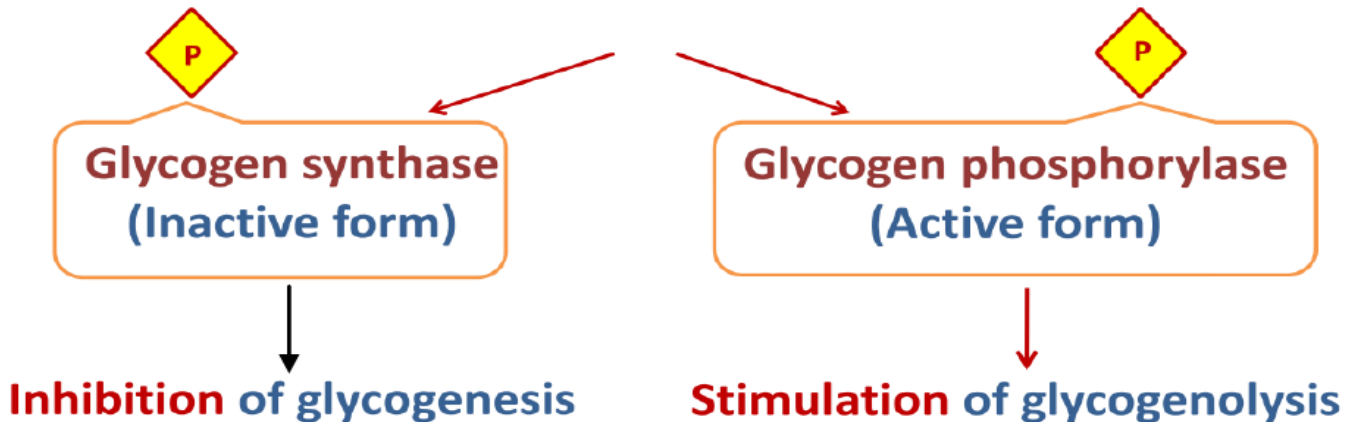 P
P
Glycogen synthase
(Inactive form)
Glycogen phosphorylase
(Active form)
Inhibition of glycogenesis
Stimulation of glycogenolysis